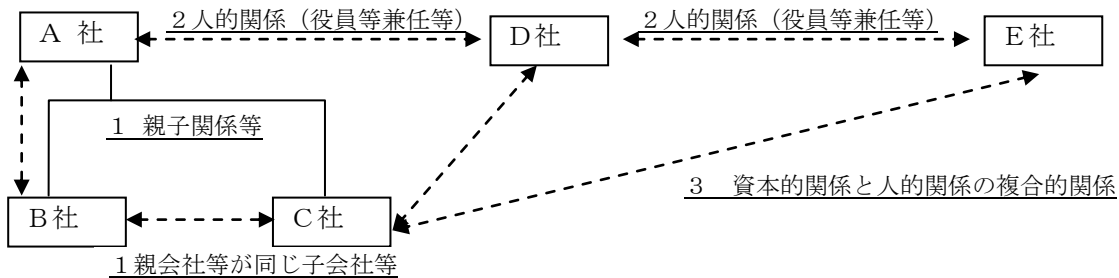 ２人的関係（役員等兼任等）
２人的関係（役員等兼任等）
Ａ 社
Ｄ社
Ｅ社
１ 親子関係等
３　資本的関係と人的関係の複合的関係
Ｂ社
Ｃ社
１親会社等が同じ子会社等